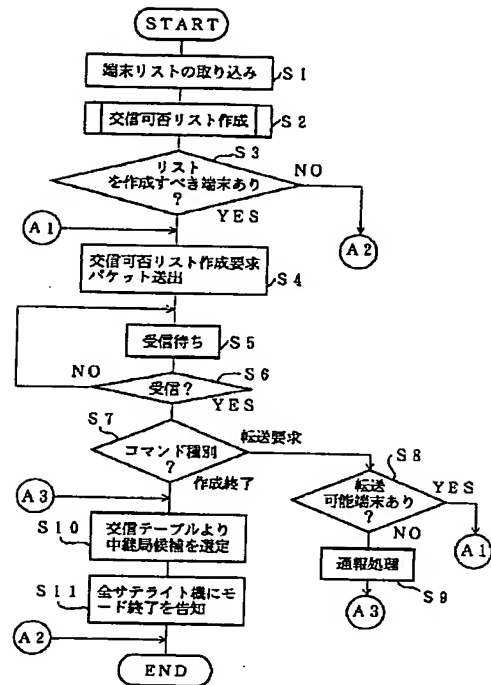 START
端末リストの取り込み
S1
交信可否リスト作成
S2
S3
リスト
を作成すべき端末あり
?
NO
YES
A1
A2
交信可否リスト作成要求
パケット送出
S4
受信待ち
S5
NO
S6
受信?
YES
S7
コマンド種別
?
転送要求
作成終了
S8
転送
可能端末あり
?
YES
NO
A1
A3
S10
交信テーブルより
中継局候補を選定
通報処理
S9
A3
S11
全サテライト機にモ
ード終了を告知
A2
END